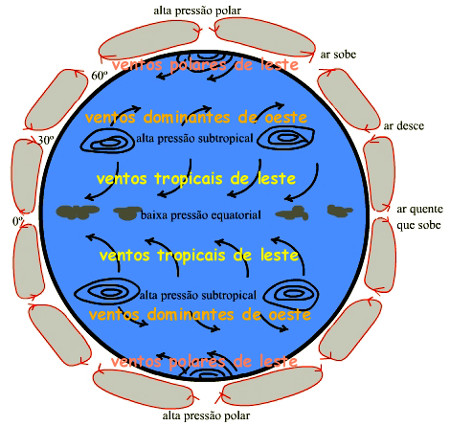 alta pressão polar
ar sobe
ventos polares de leste
60º
ventos dominantes de oeste
ar desce
30º
alta pressão subtropical
ventos tropicais de leste
0º
baixa pressão equatorial
ar quente
que sobe
ventos tropicais de leste
alta pressão subtropical
ventos dominantes de oeste
ventos polares de leste
alta pressão polar